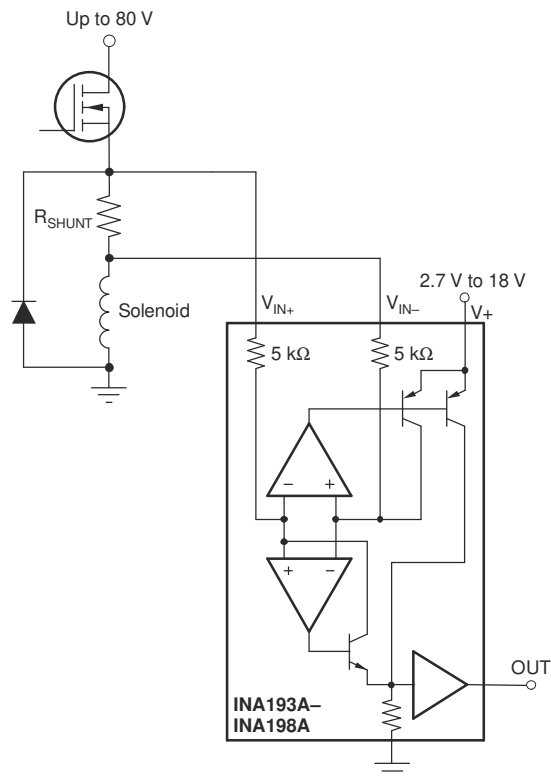 Up to 80 V
R_SHUNT
Solenoid
2.7 V to 18 V
V_IN+
V_IN–
V+
5 kΩ
5 kΩ
–
+
+
–
OUT
INA193A–
INA198A